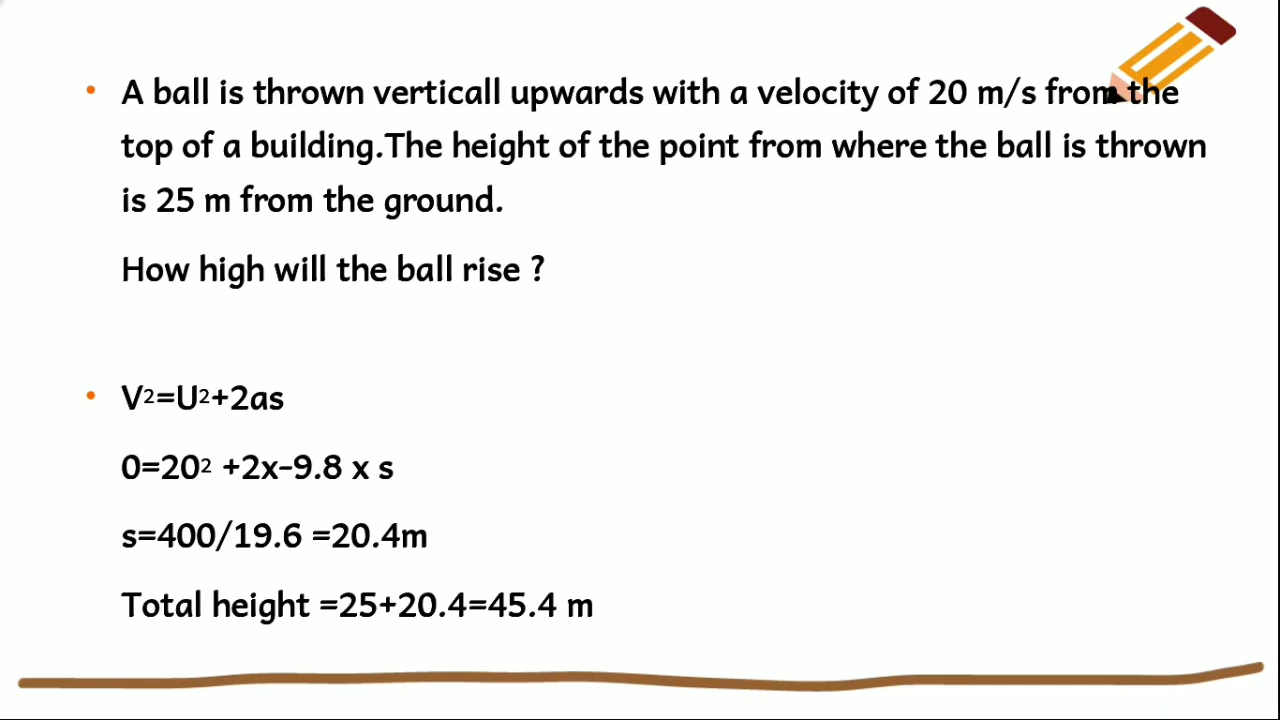 • A ball is thrown verticall upwards with a velocity of 20 m/s from the
top of a building.The height of the point from where the ball is thrown
is 25 m from the ground.
How high will the ball rise ?
• V²=U²+2as
0=20² +2x-9.8 x s
s=400/19.6 =20.4m
Total height =25+20.4=45.4 m